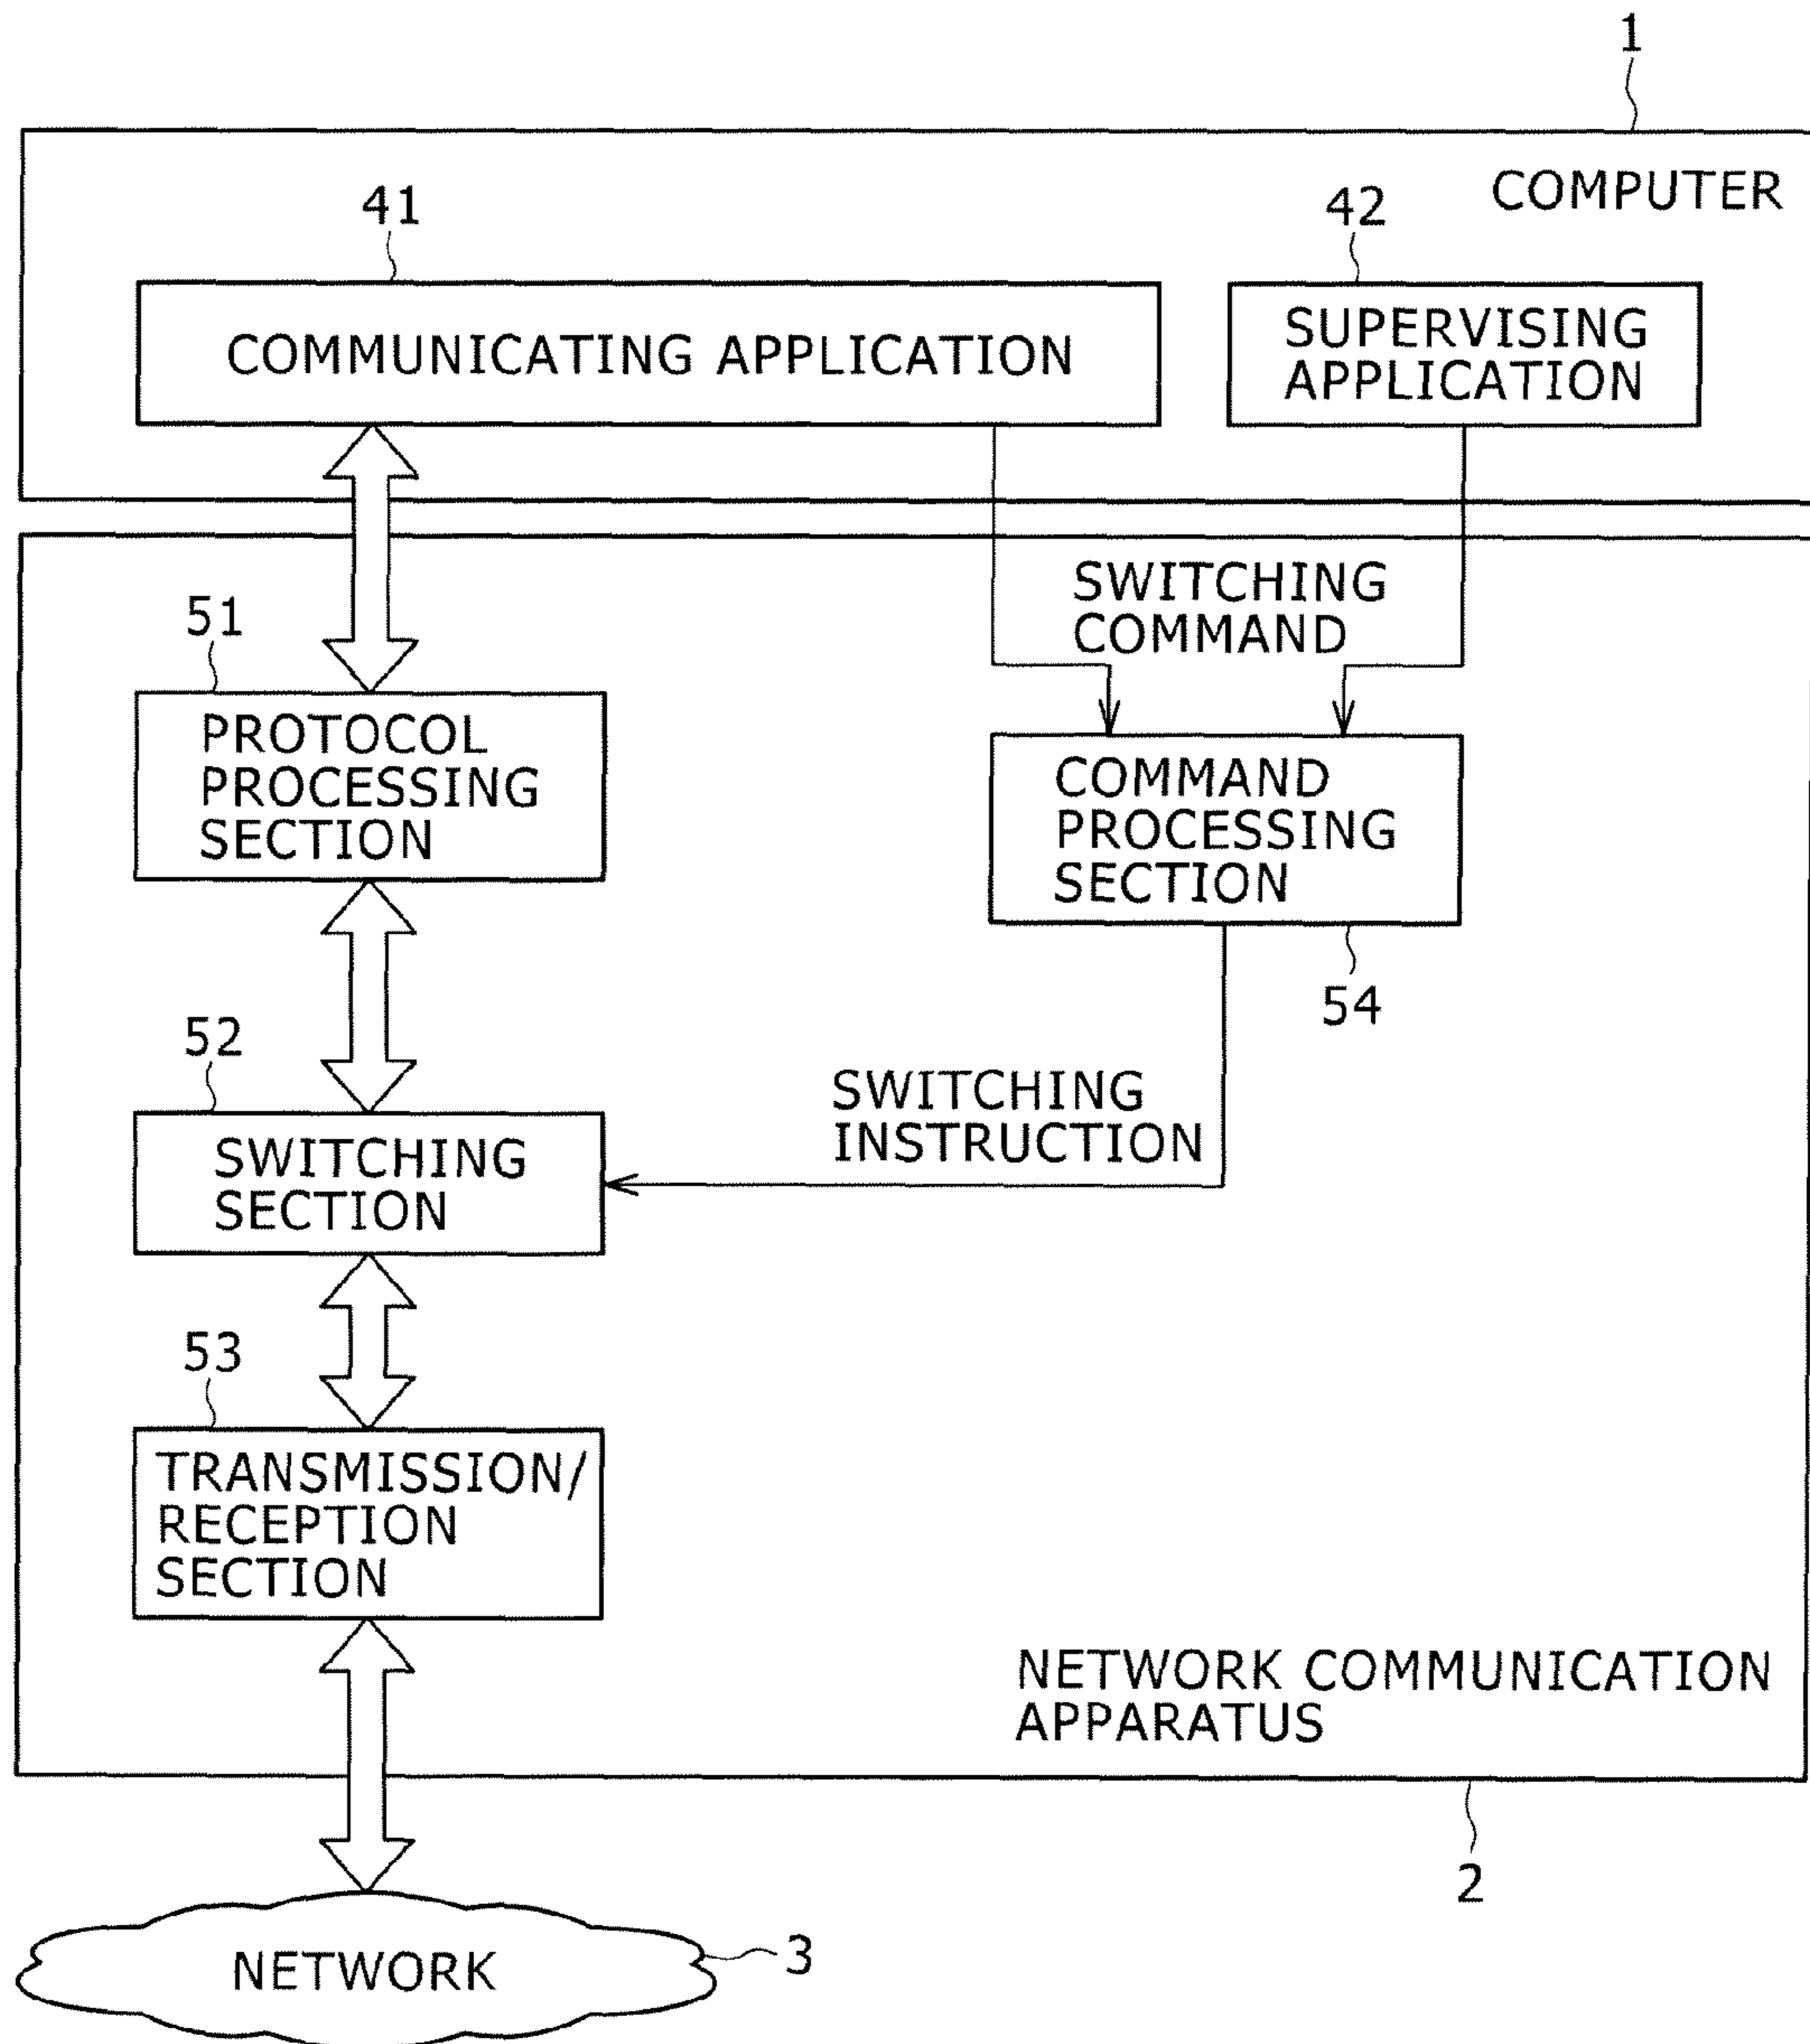 1
COMPUTER
41
42
COMMUNICATING APPLICATION
SUPERVISING
APPLICATION
SWITCHING
COMMAND
51
PROTOCOL
PROCESSING
SECTION
COMMAND
PROCESSING
SECTION
54
52
SWITCHING
SECTION
SWITCHING
INSTRUCTION
53
TRANSMISSION/
RECEPTION
SECTION
NETWORK COMMUNICATION
APPARATUS
2
NETWORK
3